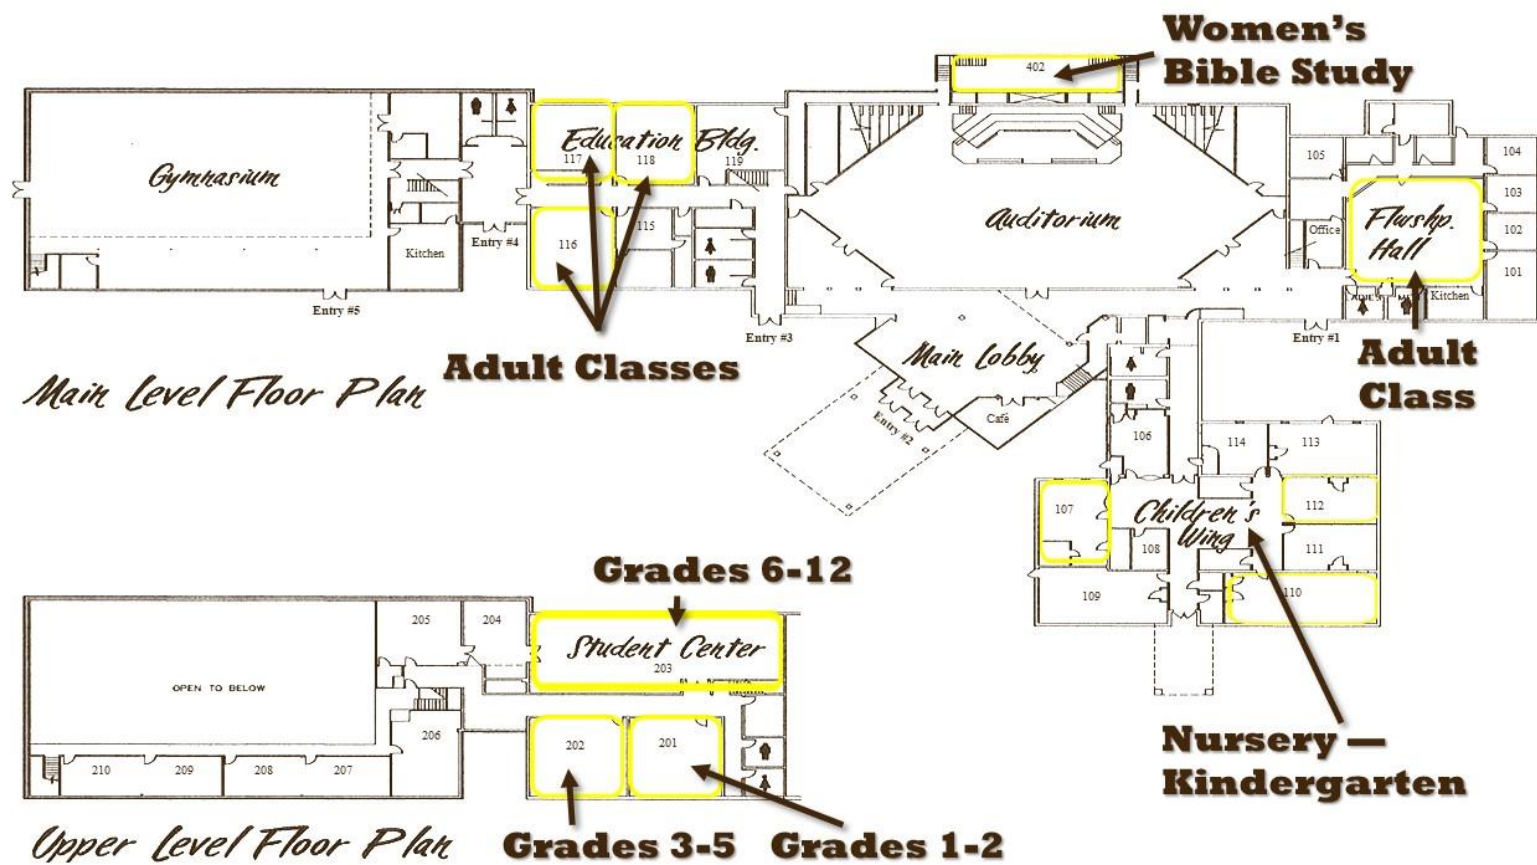 Women's
Bible Study
402
Education Bldg.
117
118
119
105
104
Gymnasium
103
Auditorium
Flwshp.
Hall
102
115
116
Office
Entry #4
Kitchen
101
Kitchen
Entry #5
Entry #3
Entry #1
Main Lobby
Adult Classes
Adult
Class
Main Level Floor Plan
Café
Entry #2
106
114
113
107
112
Children's
Wing
108
111
109
110
Grades 6-12
205
204
Student Center
203
OPEN TO BELOW
206
202
201
210
209
208
207
Nursery —
Kindergarten
Upper Level Floor Plan
Grades 3-5
Grades 1-2